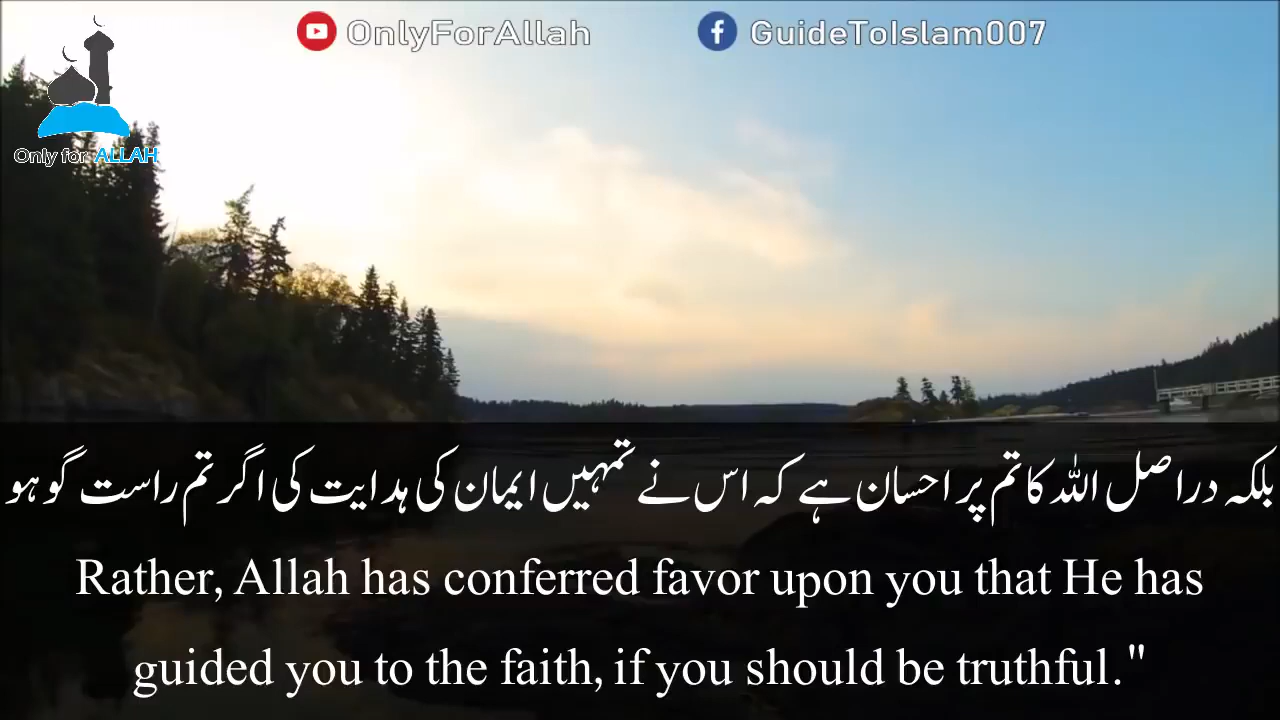 OnlyForAllah
GuideToIslam007
Only for ALLAH
بلکہ دراصل اللہ کا تم پر احسان ہے کہ اس نے تمہیں ایمان کی ہدایت کی اگر تم راست گو ہو
Rather, Allah has conferred favor upon you that He has
guided you to the faith, if you should be truthful."